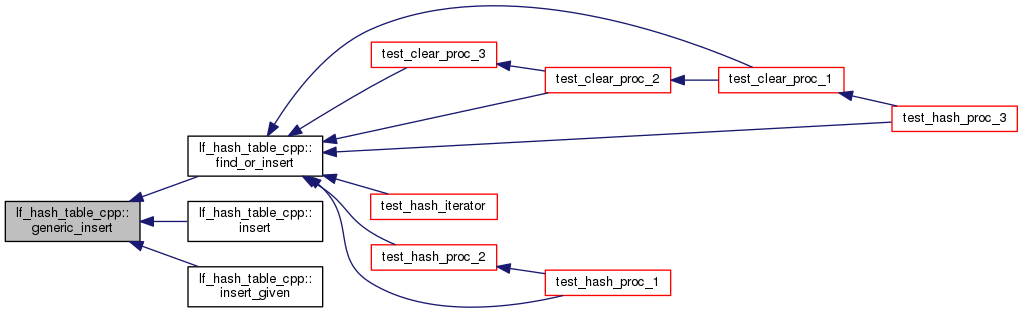 lf_hash_table_cpp::
generic_insert
lf_hash_table_cpp::
find_or_insert
lf_hash_table_cpp::
insert
lf_hash_table_cpp::
insert_given
test_clear_proc_3
test_clear_proc_2
test_clear_proc_1
test_hash_proc_3
test_hash_iterator
test_hash_proc_2
test_hash_proc_1